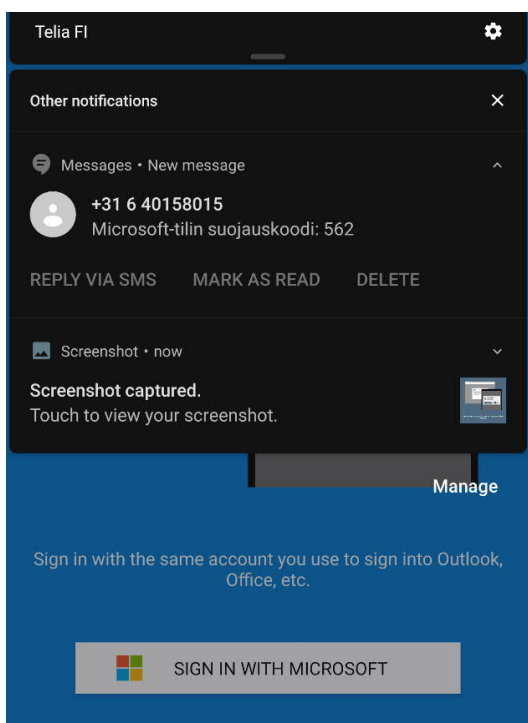 Telia FI
Other notifications
Messages • New message
+31 6 40158015
Microsoft-tilin suojauskoodi: 562
REPLY VIA SMS MARK AS READ DELETE
Screenshot • now
Screenshot captured.
Touch to view your screenshot.
Manage
Sign in with the same account you use to sign into Outlook,
Office, etc.
SIGN IN WITH MICROSOFT